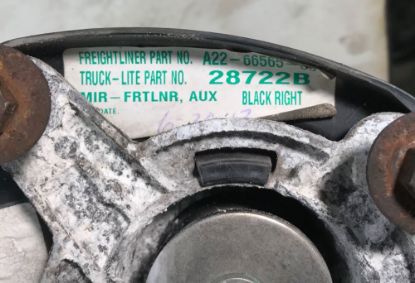 FREIGHTLINER PART NO. A22-66565-
TRUCK-LITE PART NO. 28722B
MIR-FRTLNR, AUX BLACK RIGHT
DATE.